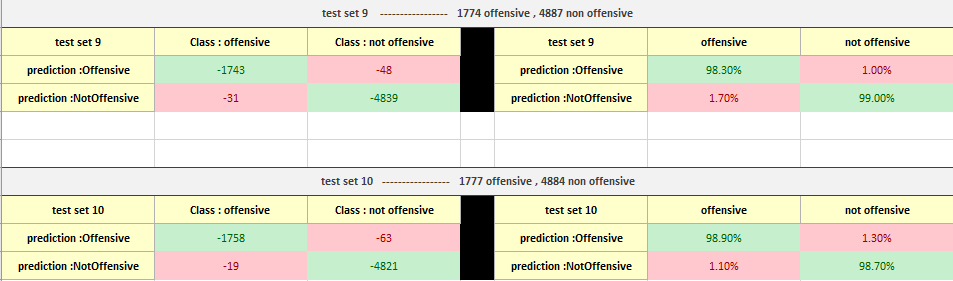 test set 9 ----------------- 1774 offensive , 4887 non offensive
test set 9 Class : offensive Class : not offensive test set 9 offensive not offensive
prediction :Offensive -1743 -48 prediction :Offensive 98.30% 1.00%
prediction :NotOffensive -31 -4839 prediction :NotOffensive 1.70% 99.00%
test set 10 ----------------- 1777 offensive , 4884 non offensive
test set 10 Class : offensive Class : not offensive test set 10 offensive not offensive
prediction :Offensive -1758 -63 prediction :Offensive 98.90% 1.30%
prediction :NotOffensive -19 -4821 prediction :NotOffensive 1.10% 98.70%